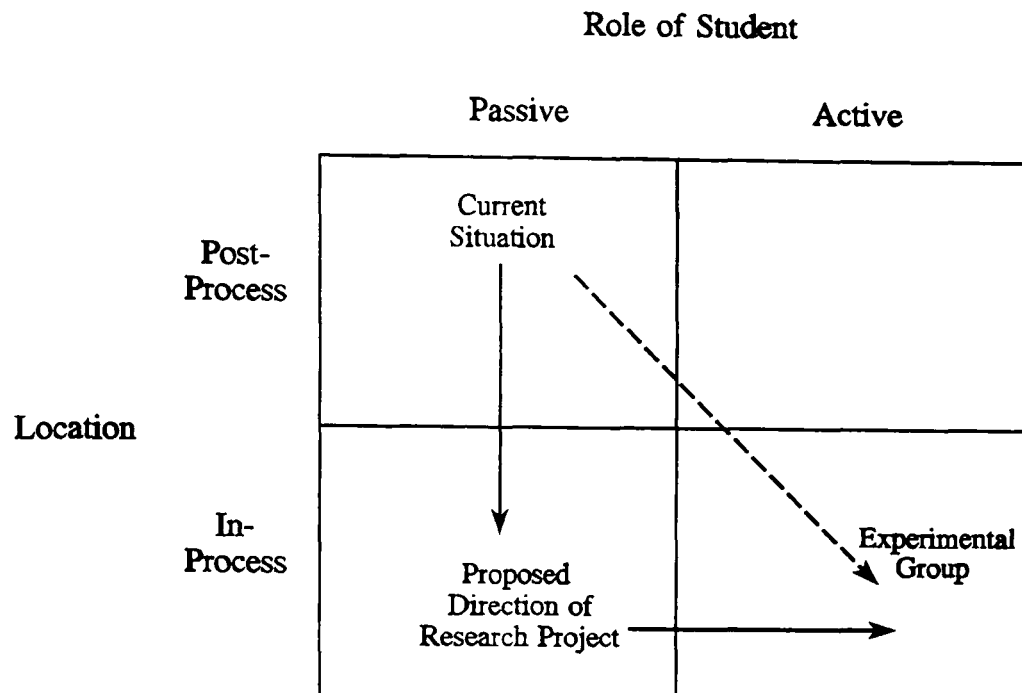 Role of Student
Passive
Active
Current
Situation
Post-
Process
Location
In-
Process
Experimental
Group
Proposed
Direction of
Research Project